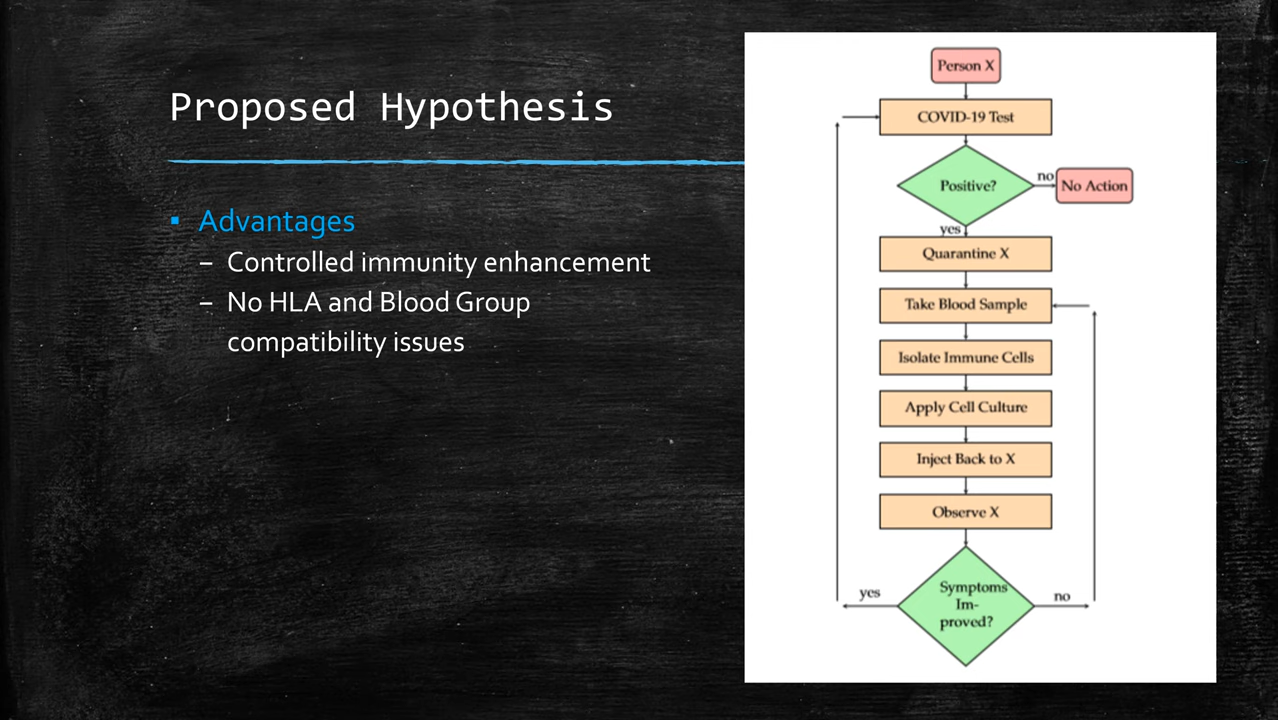 Proposed Hypothesis
▪ Advantages
– Controlled immunity enhancement
– No HLA and Blood Group
compatibility issues
Person X
COVID-19 Test
Positive?
no
No Action
yes
Quarantine X
Take Blood Sample
Isolate Immune Cells
Apply Cell Culture
Inject Back to X
Observe X
Symptoms
Im-
proved?
yes
no